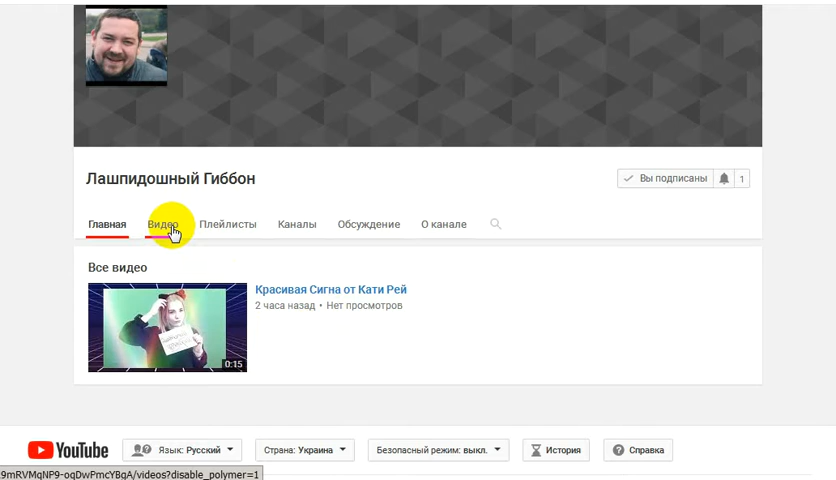 Лашпидошный Гиббон
Вы подписаны 1
Главная Видео Плейлисты Каналы Обсуждение О канале
Все видео
Красивая Сигна от Кати Рей
2 часа назад • Нет просмотров
0:15
YouTube Язык: Русский Страна: Украина Безопасный режим: выкл. История Справка
9mRVMqNP9-oqDwPmcYBgA/videos?disable_polymer=1